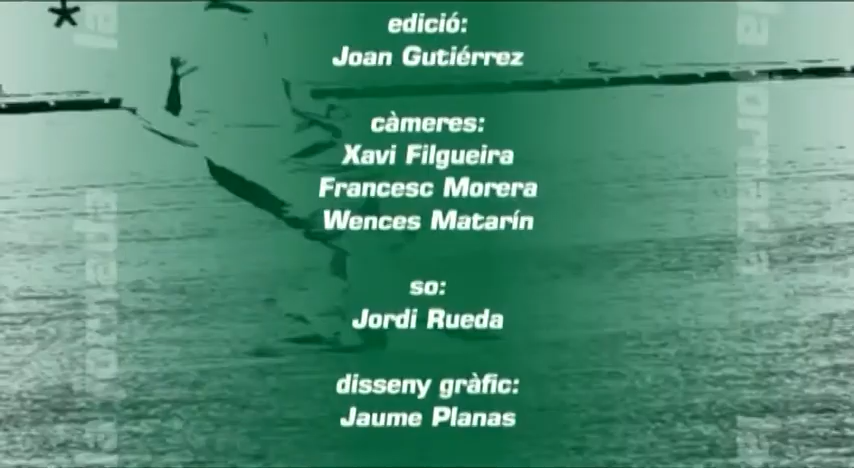 edició:
Joan Gutiérrez
càmeres:
Xavi Filgueira
Francesc Morera
Wences Matarín
so:
Jordi Rueda
disseny gràfic:
Jaume Planas